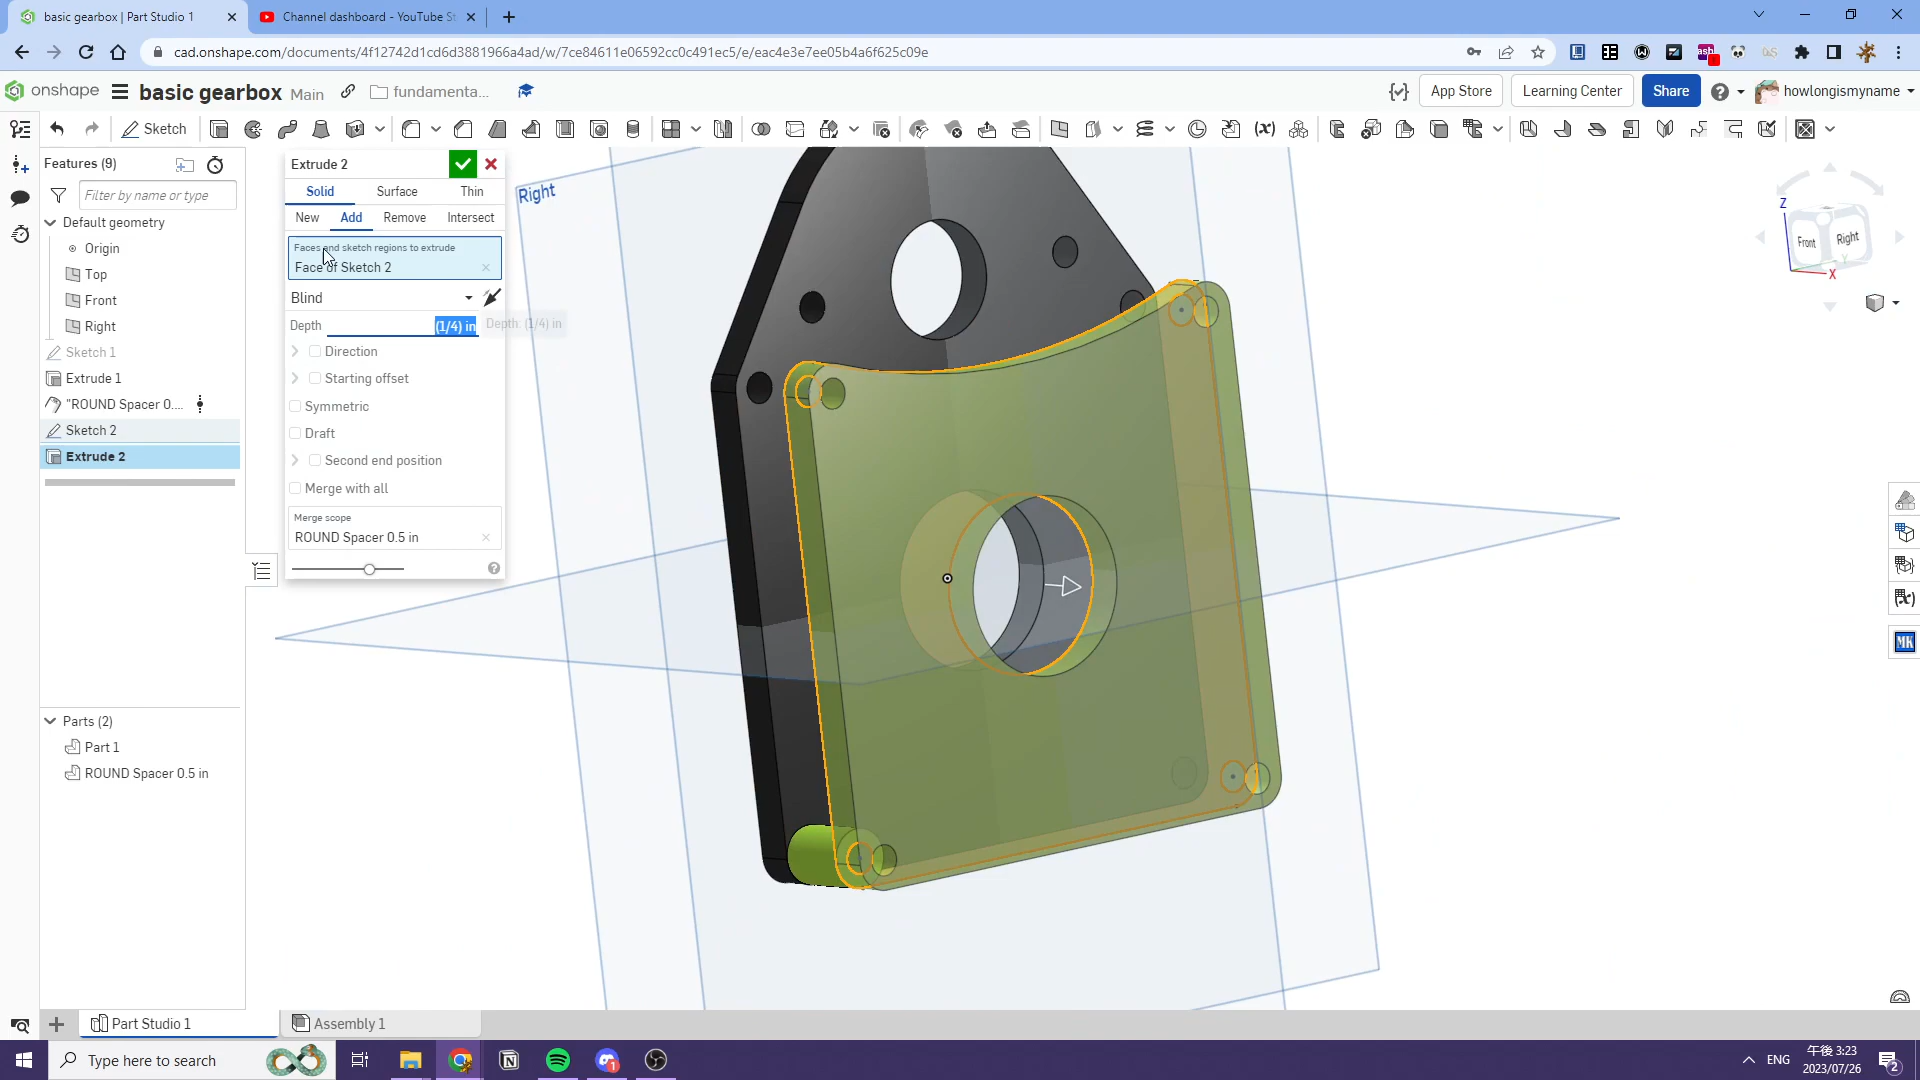 basic gearbox | Part Studio 1
Channel dashboard - YouTube St
cad.onshape.com/documents/4f12742d1cd6d3881966a4ad/w/7ce84611e06592cc0c491ec5/e/eac4e3e7ee05b4a6f625c09e
onshape
basic gearbox Main
fundamenta...
App Store
Learning Center
Share
howlongismyname
Sketch
Features (9)
Filter by name or type
Default geometry
Origin
Top
Front
Right
Sketch 1
Extrude 1
"ROUND Spacer 0....
Sketch 2
Extrude 2
Parts (2)
Part 1
ROUND Spacer 0.5 in
Extrude 2
Solid
Surface
Thin
New
Add
Remove
Intersect
Faces and sketch regions to extrude
Face of Sketch 2
Blind
Depth
(1/4) in
Depth: (1/4) in
Direction
Starting offset
Symmetric
Draft
Second end position
Merge with all
Merge scope
ROUND Spacer 0.5 in
Right
Z
Front
Right
X
Y
MK
Part Studio 1
Assembly 1
Type here to search
1
ENG
午後 3:23
2023/07/26
2